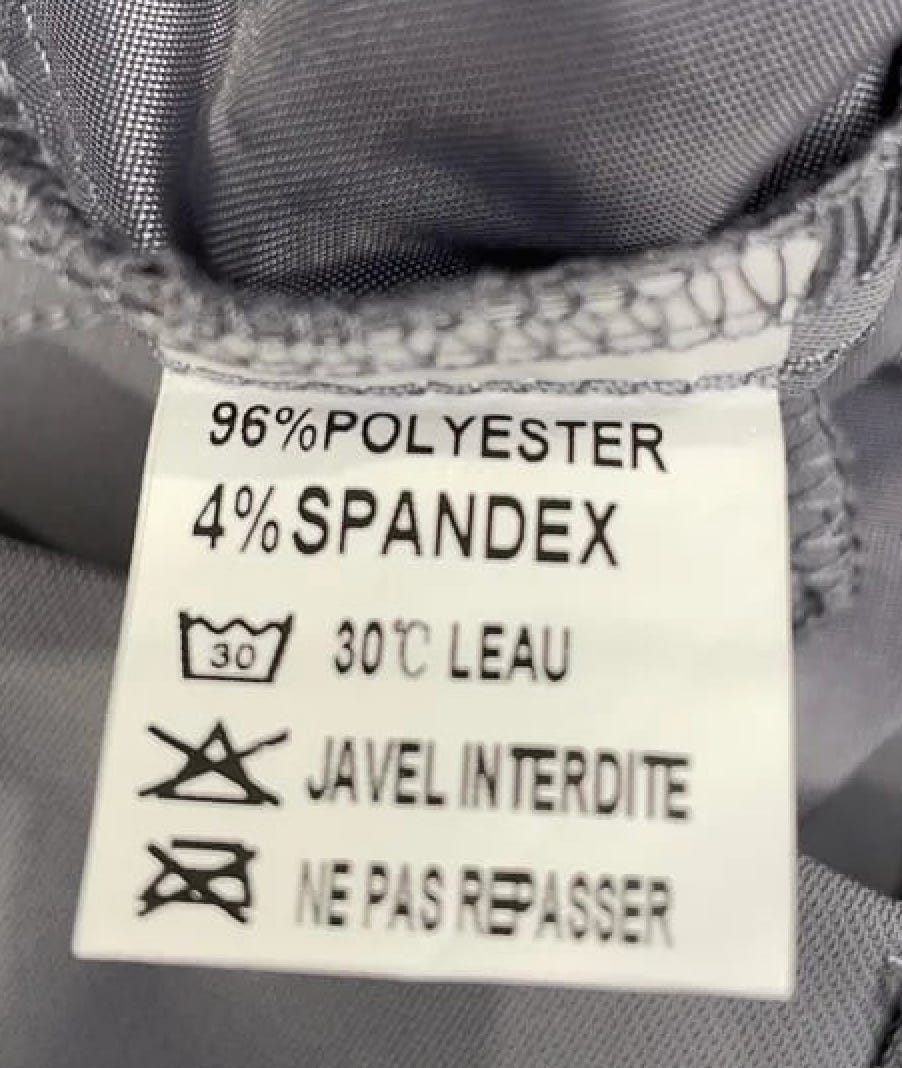 96%POLYESTER
4%SPANDEX
30 30℃ LEAU
JAVEL INTERDITE
NE PAS REPASSER